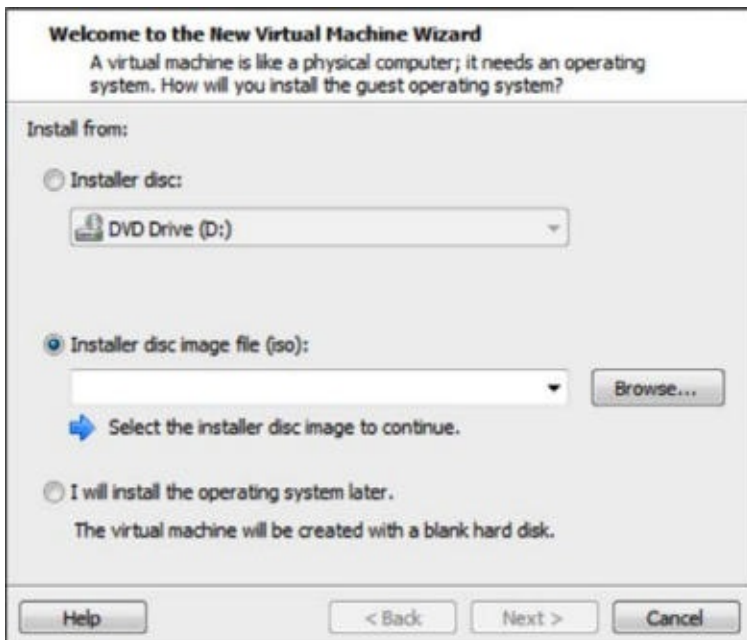 Welcome to the New Virtual Machine Wizard
A virtual machine is like a physical computer; it needs an operating
system. How will you install the guest operating system?
Install from:
Installer disc:
DVD Drive (D:)
Installer disc image file (iso):
Browse...
Select the installer disc image to continue.
I will install the operating system later.
The virtual machine will be created with a blank hard disk.
Help < Back Next > Cancel